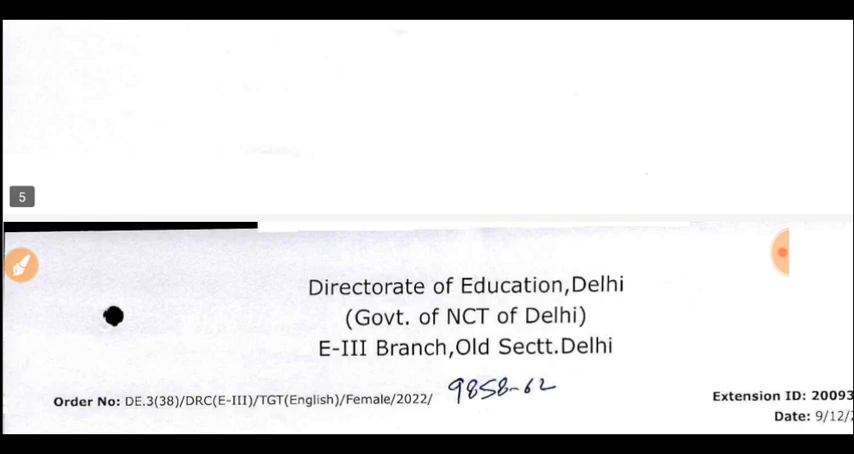 5
Directorate of Education,Delhi
(Govt. of NCT of Delhi)
E-III Branch,Old Sectt.Delhi
Order No: DE.3(38)/DRC(E-III)/TGT(English)/Female/2022/ 9858-62
Extension ID: 20093
Date: 9/12/2